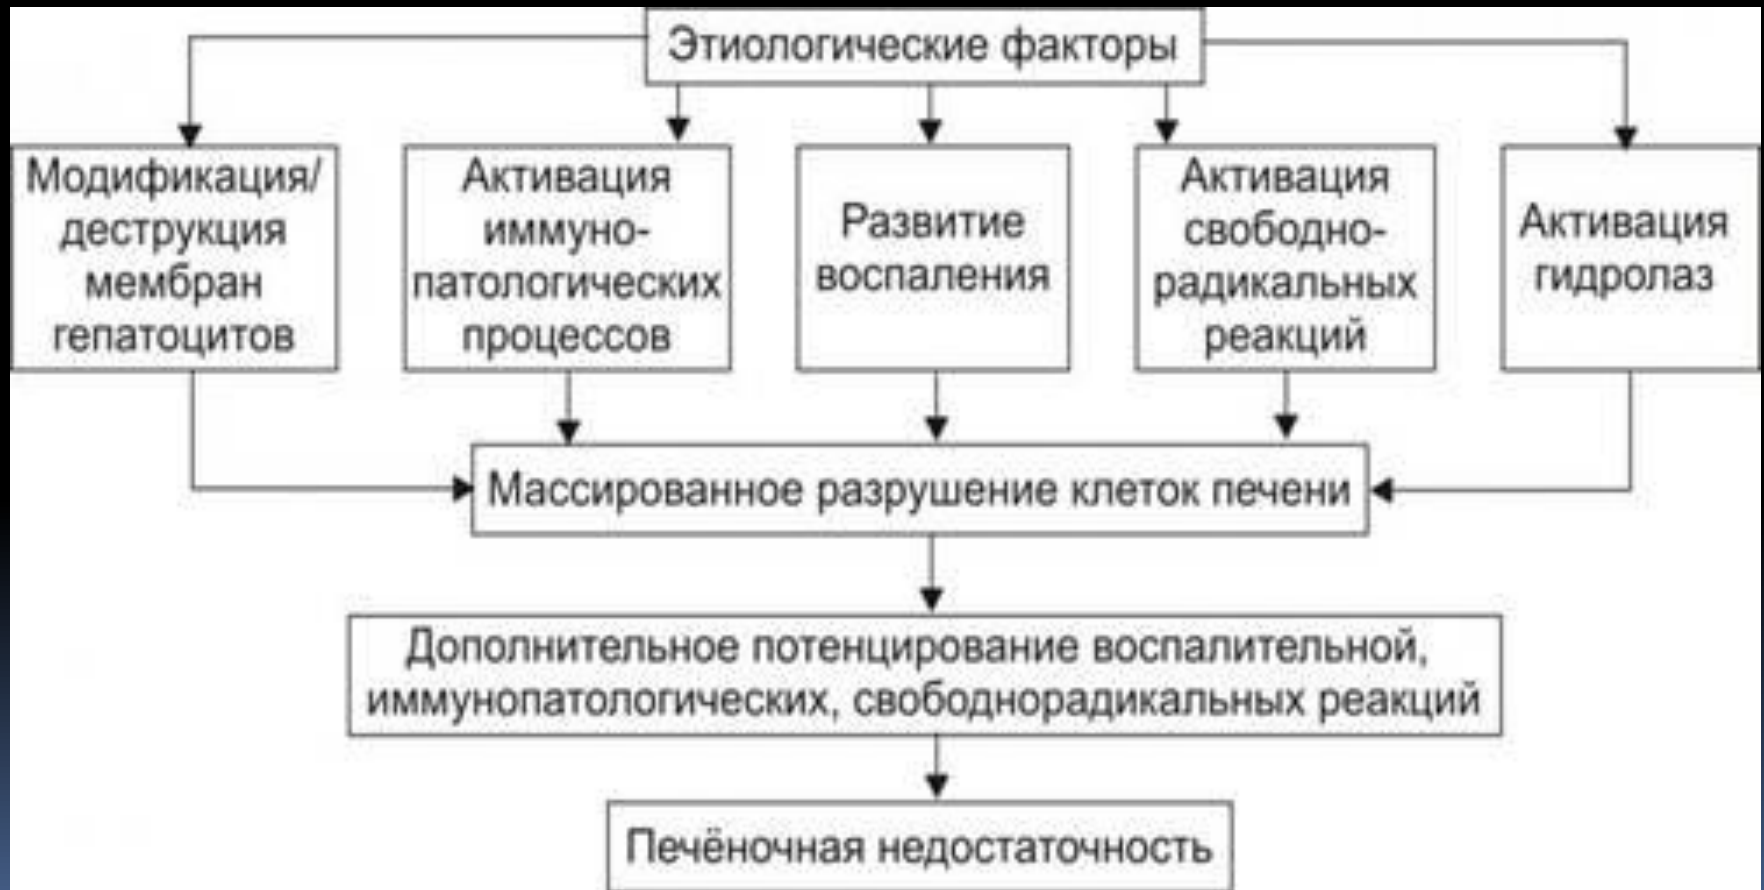 Этиологические факторы
Модификация/
деструкция
мембран
гепатоцитов
Активация
иммуно-
патологических
процессов
Развитие
воспаления
Активация
свободно-
радикальных
реакций
Активация
гидролаз
Массированное разрушение клеток печени
Дополнительное потенцирование воспалительной,
иммунопатологических, свободнорадикальных реакций
Печёночная недостаточность